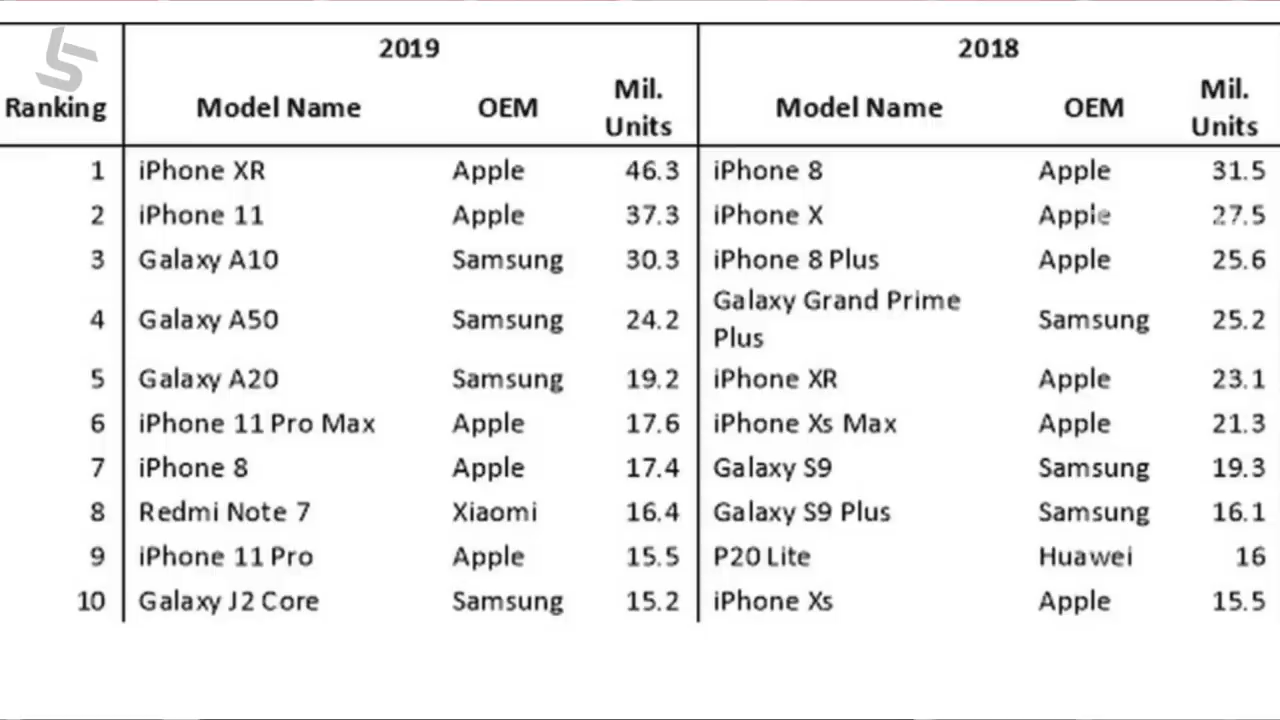 2019 2018
Ranking Model Name OEM Mil. Units Model Name OEM Mil. Units
1 iPhone XR Apple 46.3 iPhone 8 Apple 31.5
2 iPhone 11 Apple 37.3 iPhone X Apple 27.5
3 Galaxy A10 Samsung 30.3 iPhone 8 Plus Apple 25.6
4 Galaxy A50 Samsung 24.2 Galaxy Grand Prime Plus Samsung 25.2
5 Galaxy A20 Samsung 19.2 iPhone XR Apple 23.1
6 iPhone 11 Pro Max Apple 17.6 iPhone Xs Max Apple 21.3
7 iPhone 8 Apple 17.4 Galaxy S9 Samsung 19.3
8 Redmi Note 7 Xiaomi 16.4 Galaxy S9 Plus Samsung 16.1
9 iPhone 11 Pro Apple 15.5 P20 Lite Huawei 16
10 Galaxy J2 Core Samsung 15.2 iPhone Xs Apple 15.5